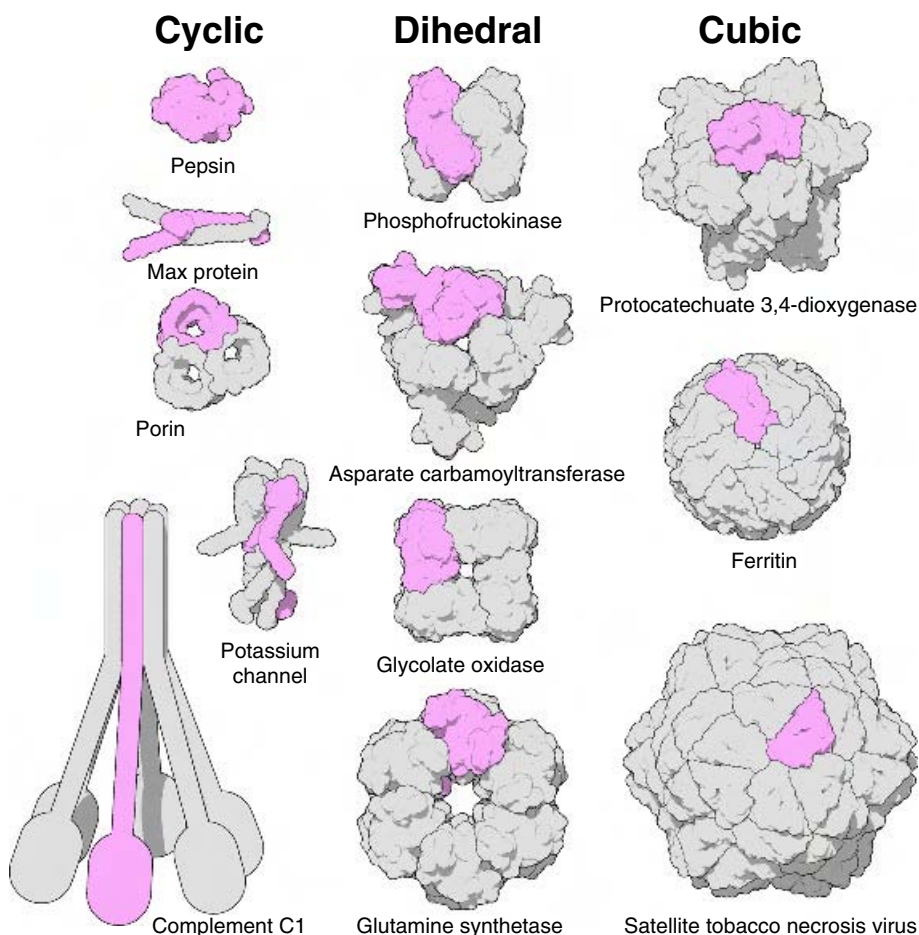 Cyclic
Dihedral
Cubic
Pepsin
Phosphofructokinase
Max protein
Protocatechuate 3,4-dioxygenase
Porin
Asparate carbamoyltransferase
Ferritin
Potassium
channel
Glycolate oxidase
Complement C1
Glutamine synthetase
Satellite tobacco necrosis virus